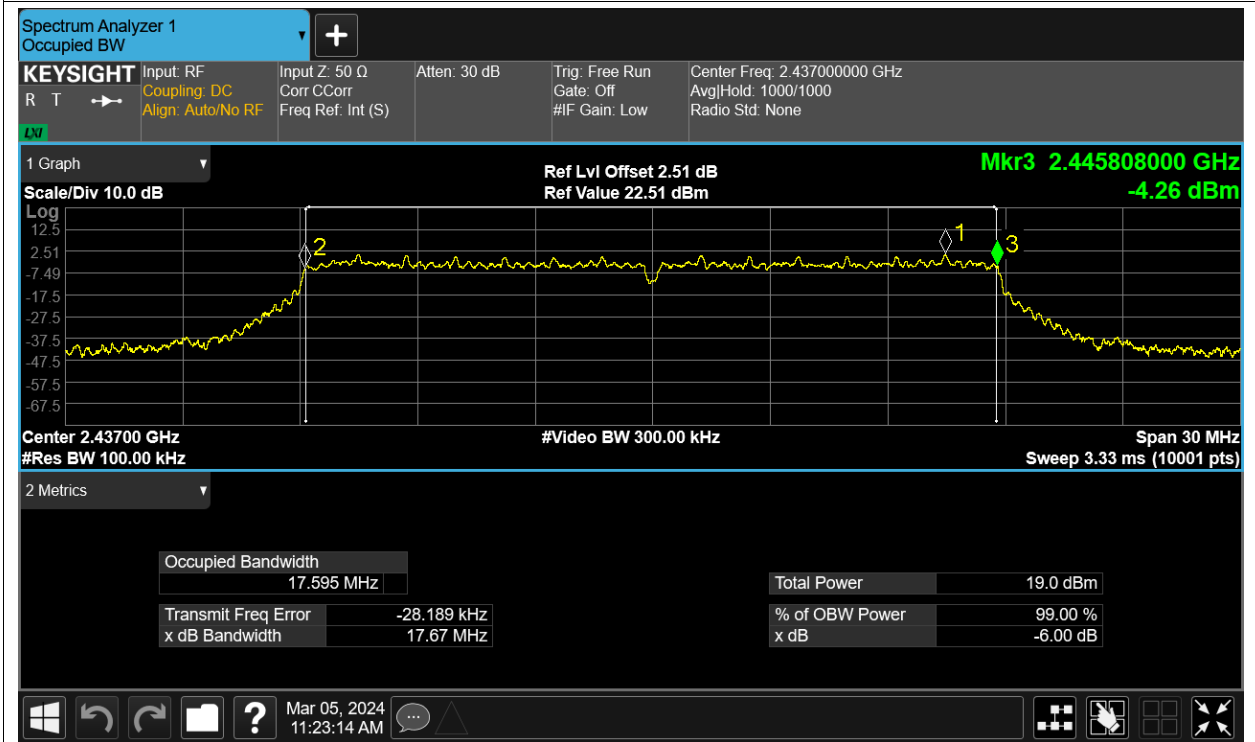 Spectrum Analyzer 1
Occupied BW
KEYSIGHT Input: RF Input Z: 50 Ω Atten: 30 dB Trig: Free Run Center Freq: 2.437000000 GHz
R T Coupling: DC Corr CCorr Gate: Off Avg|Hold: 1000/1000
Align: Auto/No RF Freq Ref: Int (S) #IF Gain: Low Radio Std: None
LXI
1 Graph Ref Lvl Offset 2.51 dB Mkr3 2.445808000 GHz
Scale/Div 10.0 dB Ref Value 22.51 dBm -4.26 dBm
Log
12.5
2.51
-7.49
-17.5
-27.5
-37.5
-47.5
-57.5
-67.5
2
1
3
Center 2.43700 GHz #Video BW 300.00 kHz Span 30 MHz
#Res BW 100.00 kHz Sweep 3.33 ms (10001 pts)
2 Metrics
Occupied Bandwidth
17.595 MHz Total Power 19.0 dBm
Transmit Freq Error -28.189 kHz % of OBW Power 99.00 %
x dB Bandwidth 17.67 MHz x dB -6.00 dB
? Mar 05, 2024
11:23:14 AM